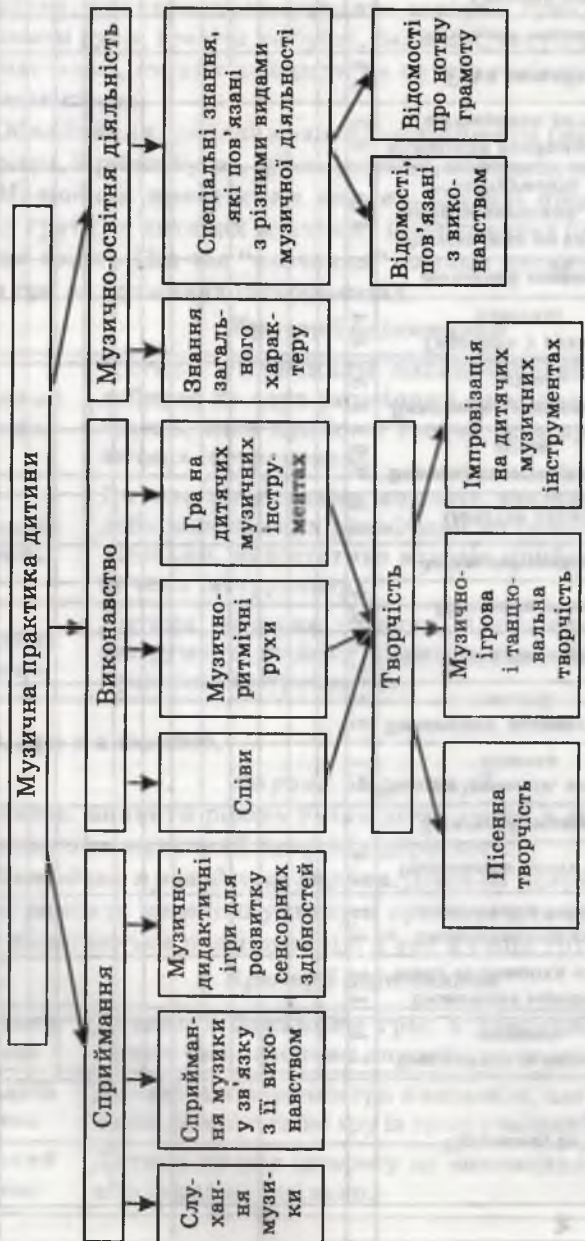 Музична практика дитини
Сприймання
Виконавство
Музично-освітня діяльність
Слу-
хан-
ня
музи-
ки
Сприйман-
ня музики
у зв’язку
з її вико-
навством
Музично-
дидактичні
ігри для
розвитку
сенсорних
здібностей
Співи
Музично-
ритмічні
рухи
Гра на
дитячих
музичних
інстру-
ментах
Знання
загаль-
ного
харак-
теру
Спеціальні знання,
які пов’язані
з різними видами
музичної діяльності
Творчість
Відомості,
пов’язані
з вико-
навством
Відомості
про нотну
грамоту
Пісенна
творчість
Музично-
ігрова
і танцю-
вальна
творчість
Імпровізація
на дитячих
музичних
інструментах